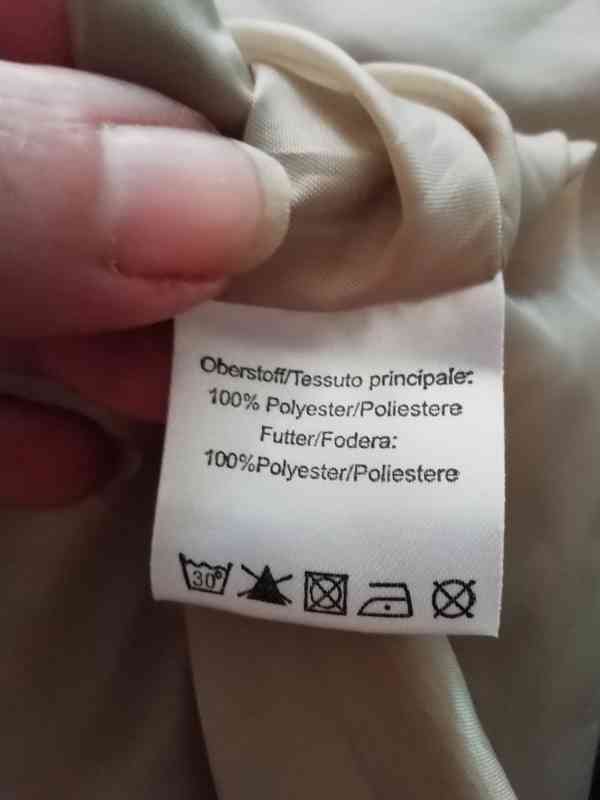 Oberstoff/Tessuto principale:
100% Polyester/Poliestere
Futter/Fodera:
100%Polyester/Poliestere
30°